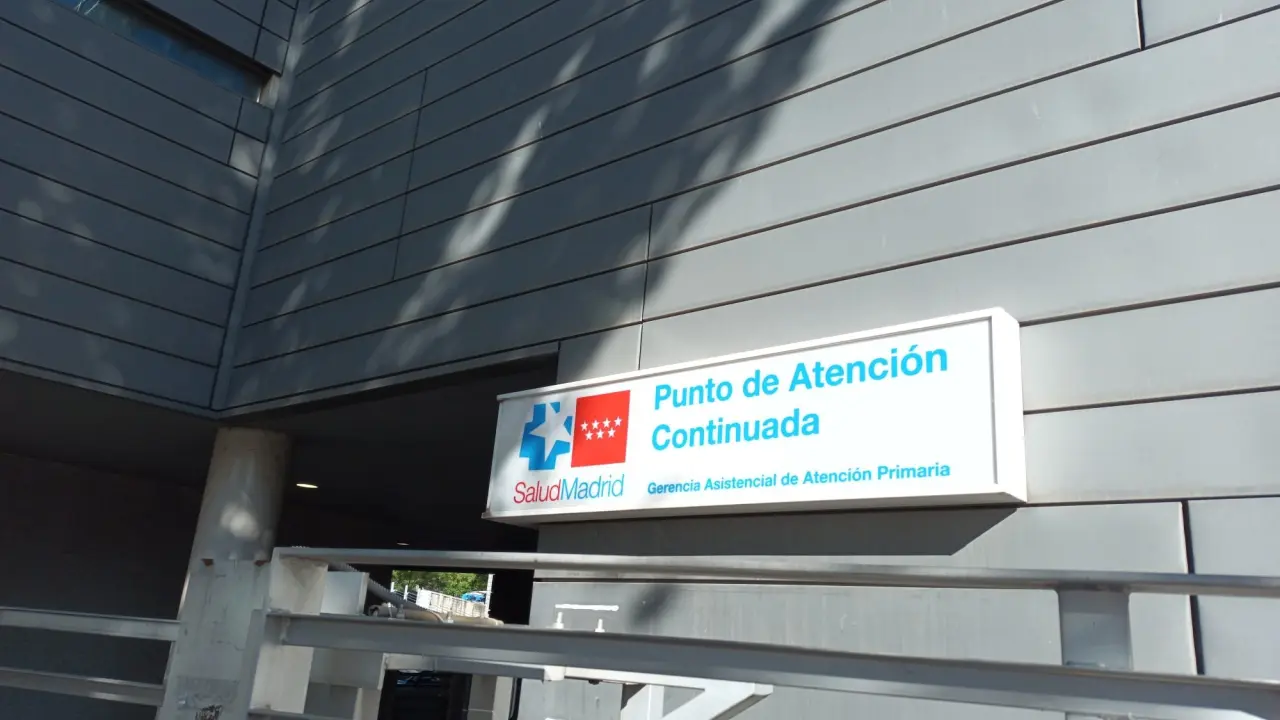 Punto de Atención
Continuada
SaludMadrid
Gerencia Asistencial de Atención Primaria